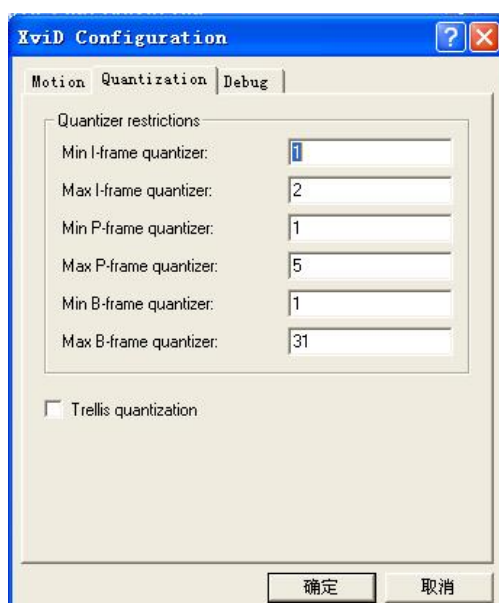 XviD Configuration
Motion Quantization Debug
Quantizer restrictions
Min I-frame quantizer: 1
Max I-frame quantizer: 2
Min P-frame quantizer: 1
Max P-frame quantizer: 5
Min B-frame quantizer: 1
Max B-frame quantizer: 31
Trellis quantization
确定 取消